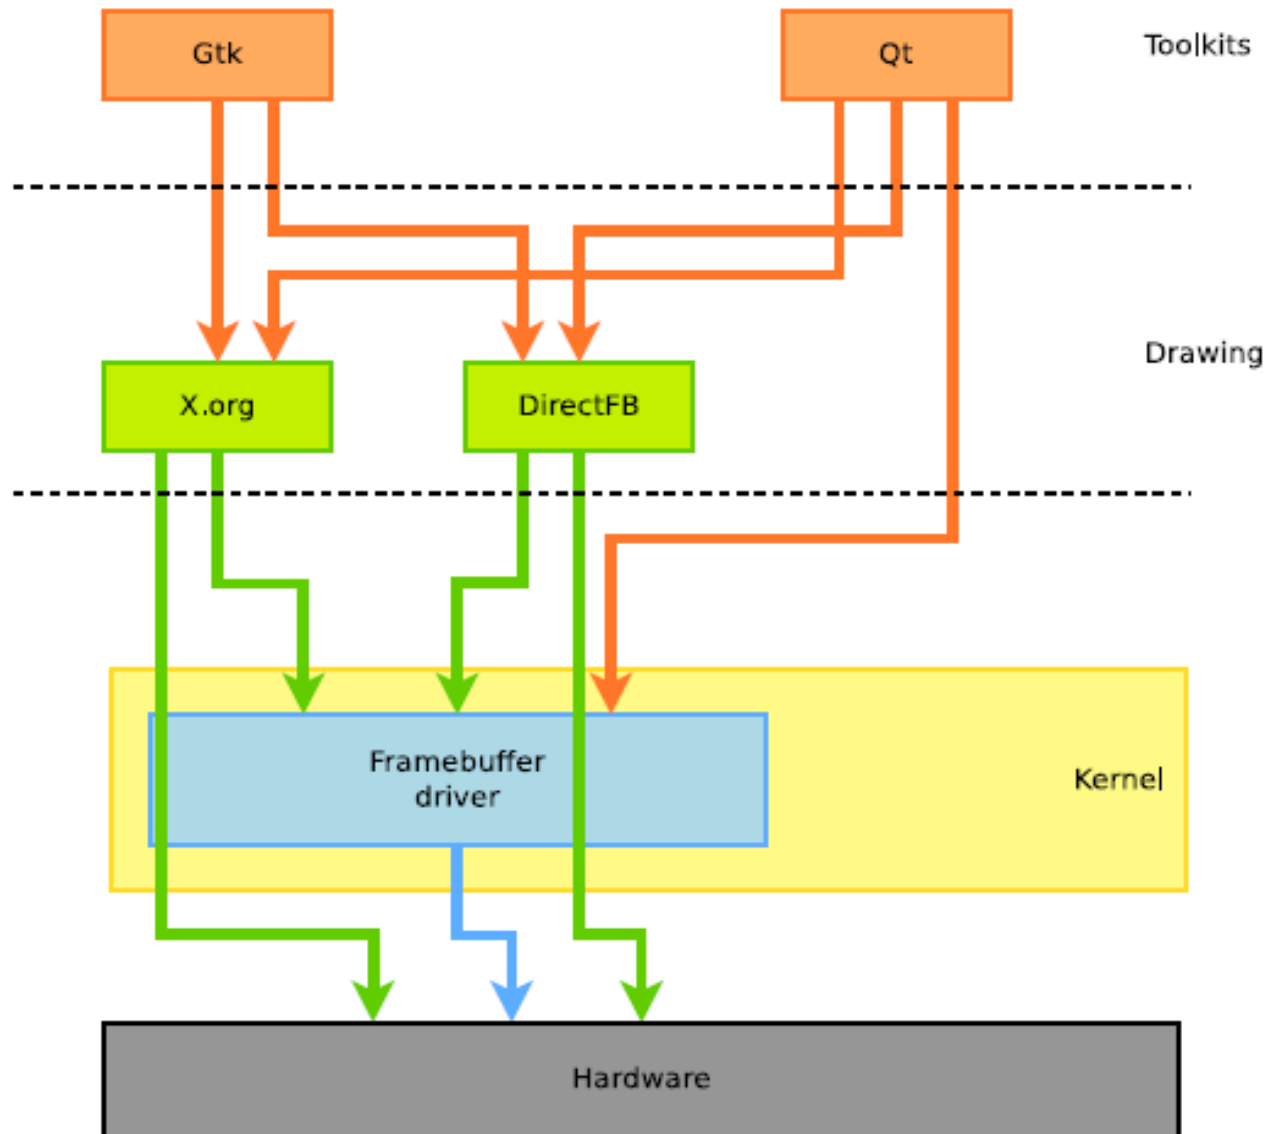 Gtk
Qt
Toolkits
Drawing
X.org
DirectFB
Framebuffer
driver
Kernel
Hardware